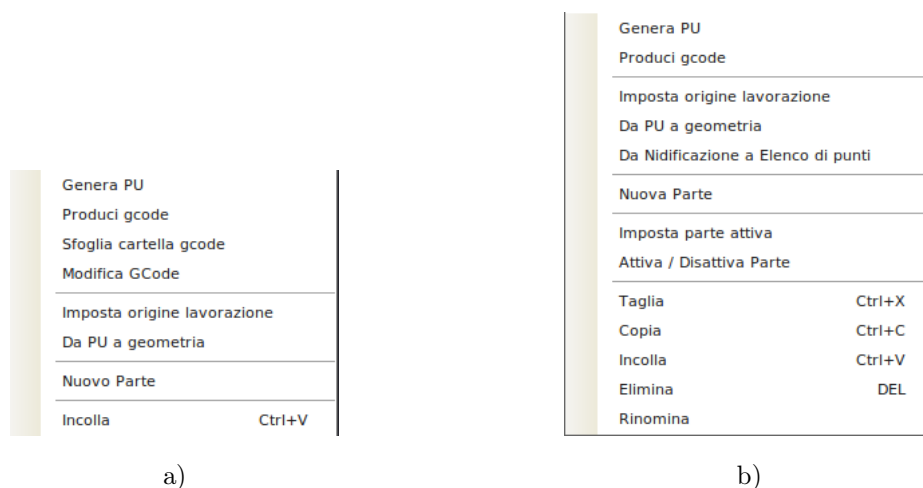 Genera PU
Produci gcode
Sfoglia cartella gcode
Modifica GCode
Imposta origine lavorazione
Da PU a geometria
Nuovo Parte
Incolla Ctrl+V
a)
Genera PU
Produci gcode
Imposta origine lavorazione
Da PU a geometria
Da Nidificazione a Elenco di punti
Nuova Parte
Imposta parte attiva
Attiva / Disattiva Parte
Taglia Ctrl+X
Copia Ctrl+C
Incolla Ctrl+V
Elimina DEL
Rinomina
b)